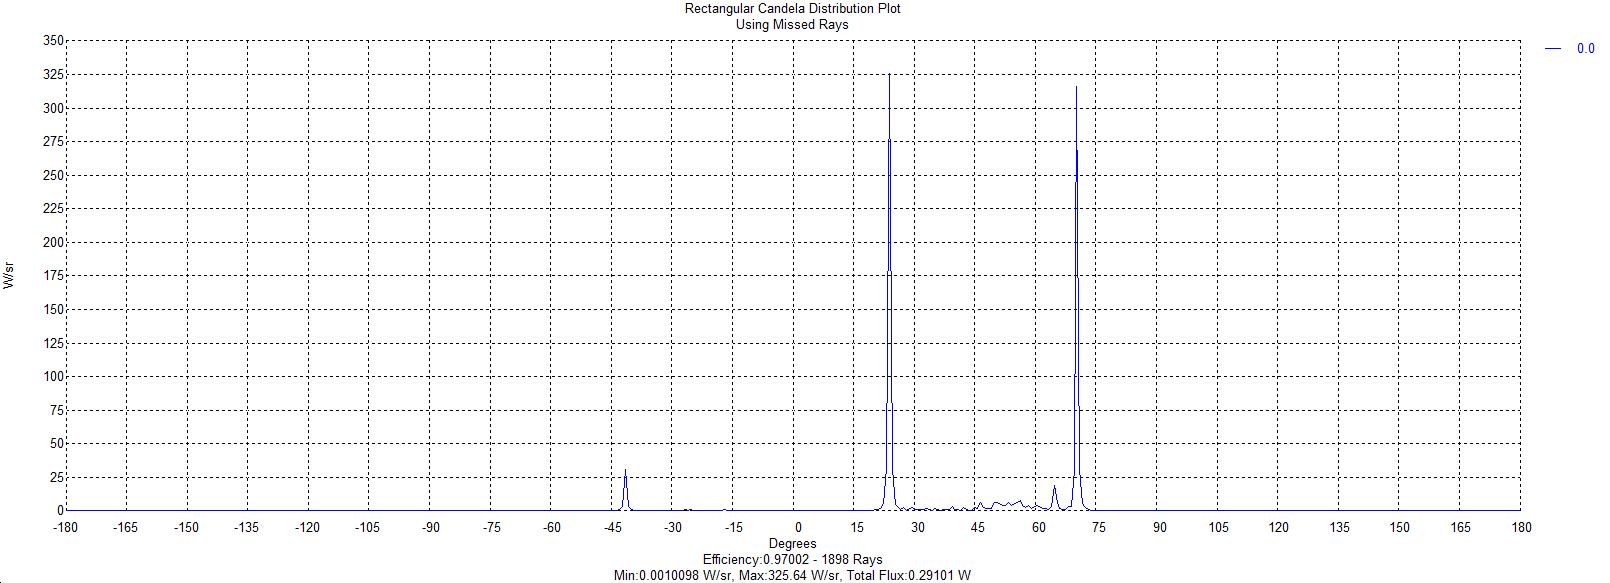 Rectangular Candela Distribution Plot
Using Missed Rays
0.0
350
325
300
275
250
225
200
175
150
125
100
75
50
25
0
W/sr
-180 -165 -150 -135 -120 -105 -90 -75 -60 -45 -30 -15 0 15 30 45 60 75 90 105 120 135 150 165 180
Degrees
Efficiency:0.97002 - 1898 Rays
Min:0.0010098 W/sr, Max:325.64 W/sr, Total Flux:0.29101 W